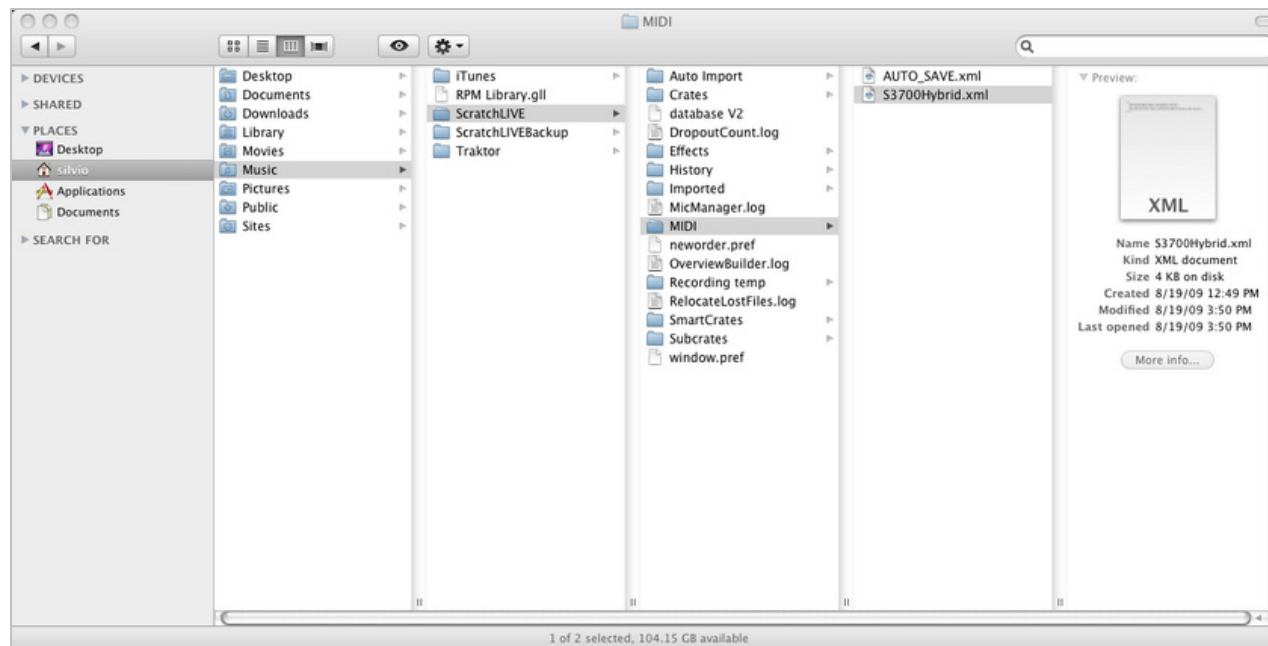 MIDI
DEVICES
SHARED
PLACES
Desktop
silvio
Applications
Documents
SEARCH FOR
Desktop
Documents
Downloads
Library
Movies
Music
Pictures
Public
Sites
iTunes
RPM Library.gll
ScratchLIVE
ScratchLIVEBackup
Traktor
Auto Import
Crates
database V2
DropoutCount.log
Effects
History
Imported
MicManager.log
MIDI
neworder.pref
OverviewBuilder.log
Recording temp
RelocateLostFiles.log
SmartCrates
Subcrates
window.pref
AUTO_SAVE.xml
S3700Hybrid.xml
Preview:
XML
Name S3700Hybrid.xml
Kind XML document
Size 4 KB on disk
Created 8/19/09 12:49 PM
Modified 8/19/09 3:50 PM
Last opened 8/19/09 3:50 PM
More info...
1 of 2 selected, 104.15 GB available